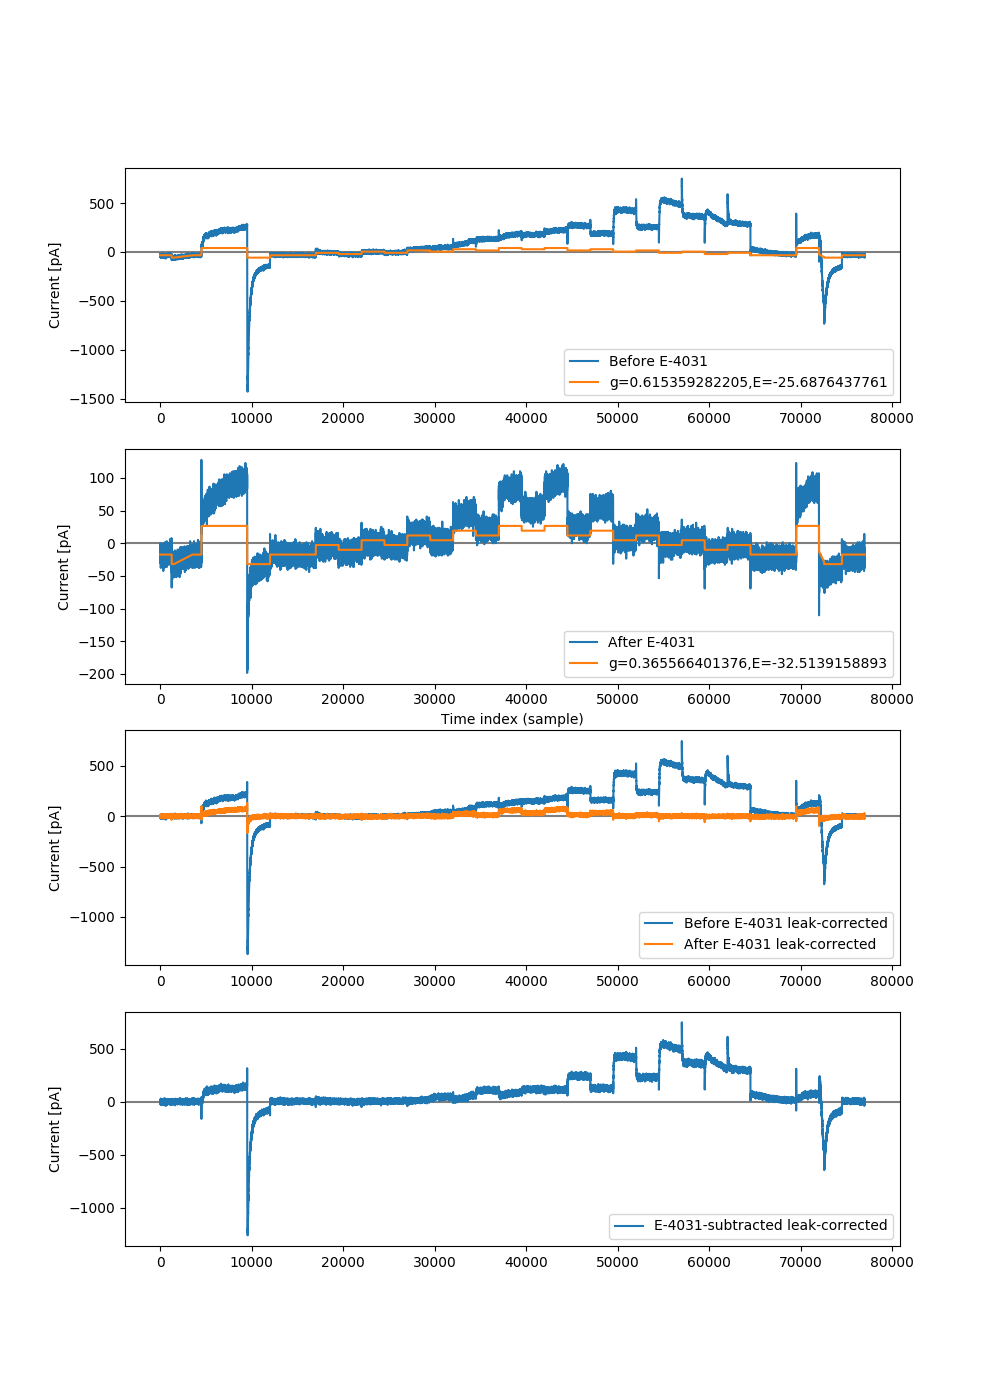 500
0
−500
−1000
−1500
Current [pA]
Before E-4031
g=0.615359282205,E=-25.6876437761
0 10000 20000 30000 40000 50000 60000 70000 80000
100
50
0
−50
−100
−150
−200
Current [pA]
After E-4031
g=0.365566401376,E=-32.5139158893
0 10000 20000 30000 40000 50000 60000 70000 80000
Time index (sample)
500
0
−500
−1000
Current [pA]
Before E-4031 leak-corrected
After E-4031 leak-corrected
0 10000 20000 30000 40000 50000 60000 70000 80000
500
0
−500
−1000
Current [pA]
E-4031-subtracted leak-corrected
0 10000 20000 30000 40000 50000 60000 70000 80000